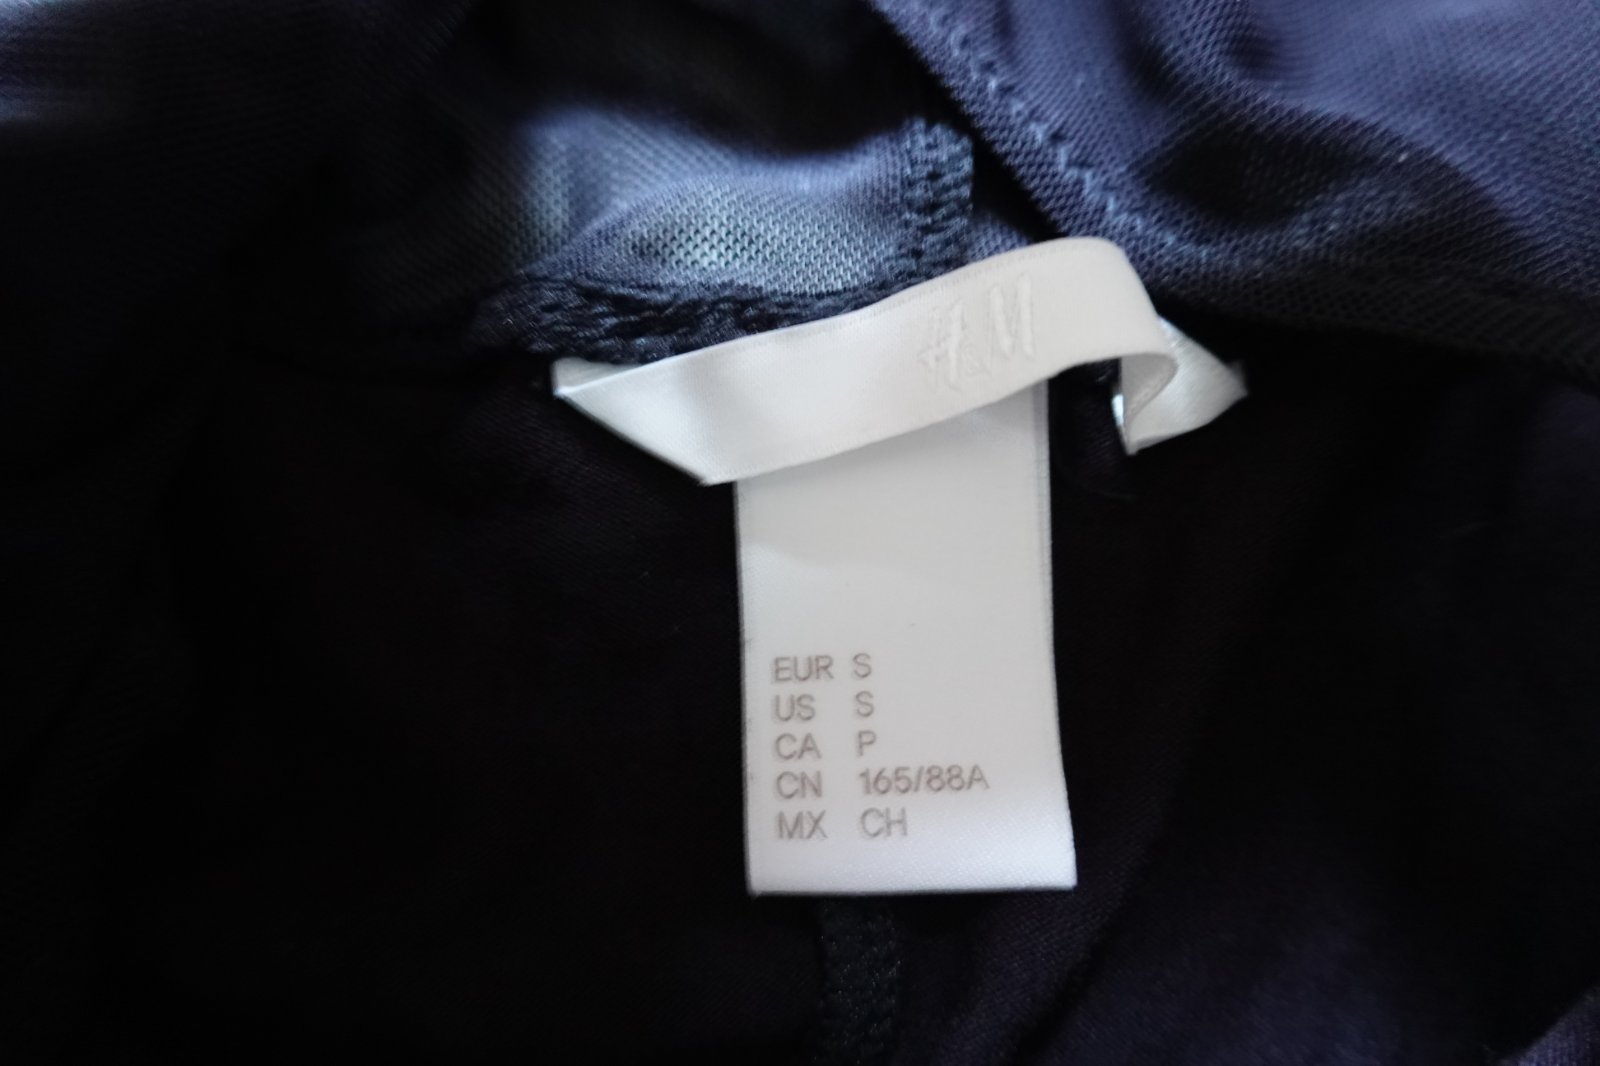 H&M
EUR S
US S
CA P
CN 165/88A
MX CH